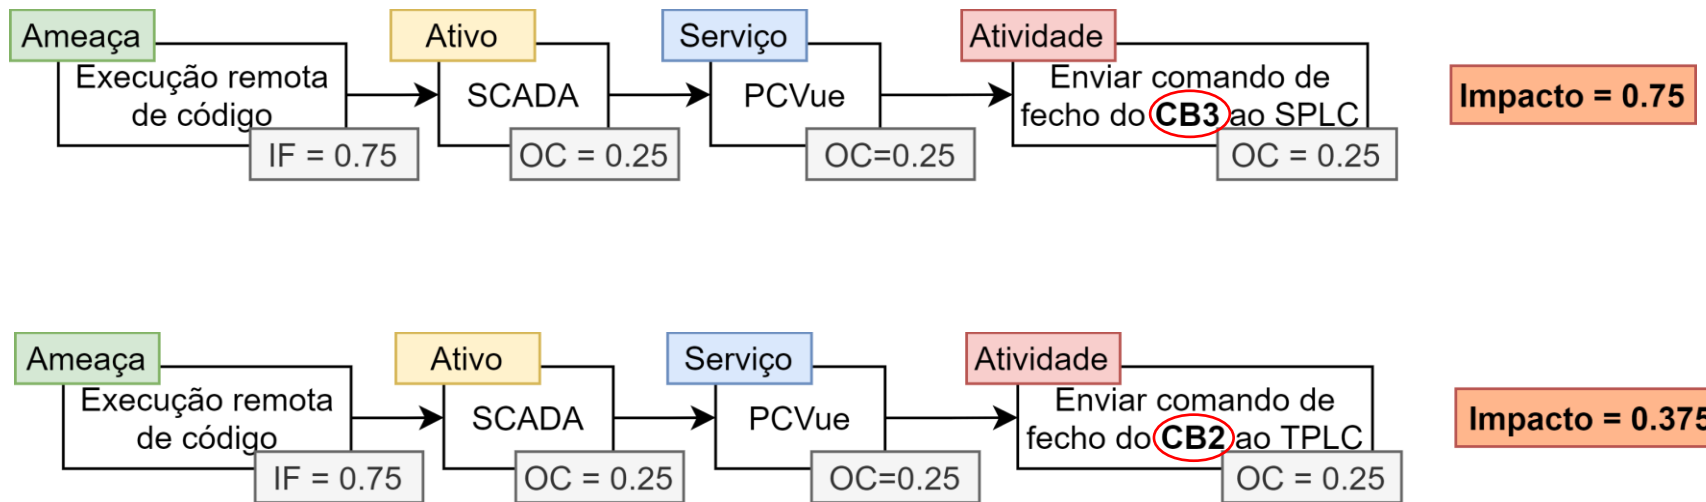 Ameaça
Execução remota
de código
IF = 0.75
Ativo
SCADA
OC = 0.25
Serviço
PCVue
OC=0.25
Atividade
Enviar comando de
fecho do CB3 ao SPLC
OC = 0.25
Impacto = 0.75
Ameaça
Execução remota
de código
IF = 0.75
Ativo
SCADA
OC = 0.25
Serviço
PCVue
OC=0.25
Atividade
Enviar comando de
fecho do CB2 ao TPLC
OC = 0.25
Impacto = 0.375